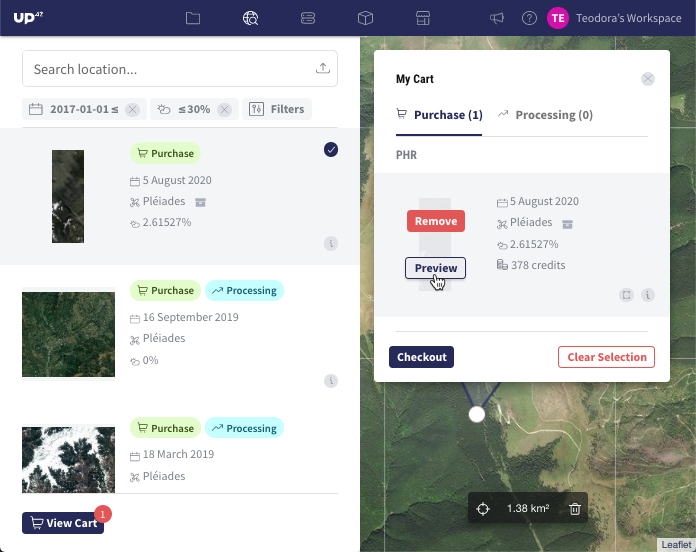 UP42
TE Teodora's Workspace
Search location...
2017-01-01 ≤
≤ 30%
Filters
Purchase
5 August 2020
Pléiades
2.61527%
i
Purchase
Processing
16 September 2019
Pléiades
0%
i
Purchase
Processing
18 March 2019
Pléiades
View Cart
1
My Cart
Purchase (1)
Processing (0)
PHR
Remove
Preview
5 August 2020
Pléiades
2.61527%
378 credits
i
Checkout
Clear Selection
1.38 km²
Leaflet